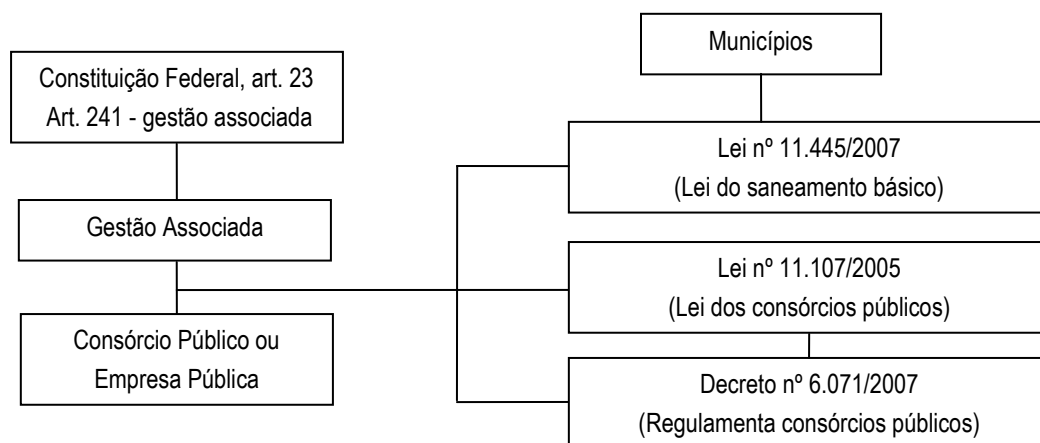 Constituição Federal, art. 23
Art. 241 - gestão associada
Gestão Associada
Consórcio Público ou
Empresa Pública
Municípios
Lei nº 11.445/2007
(Lei do saneamento básico)
Lei nº 11.107/2005
(Lei dos consórcios públicos)
Decreto nº 6.071/2007
(Regulamenta consórcios públicos)